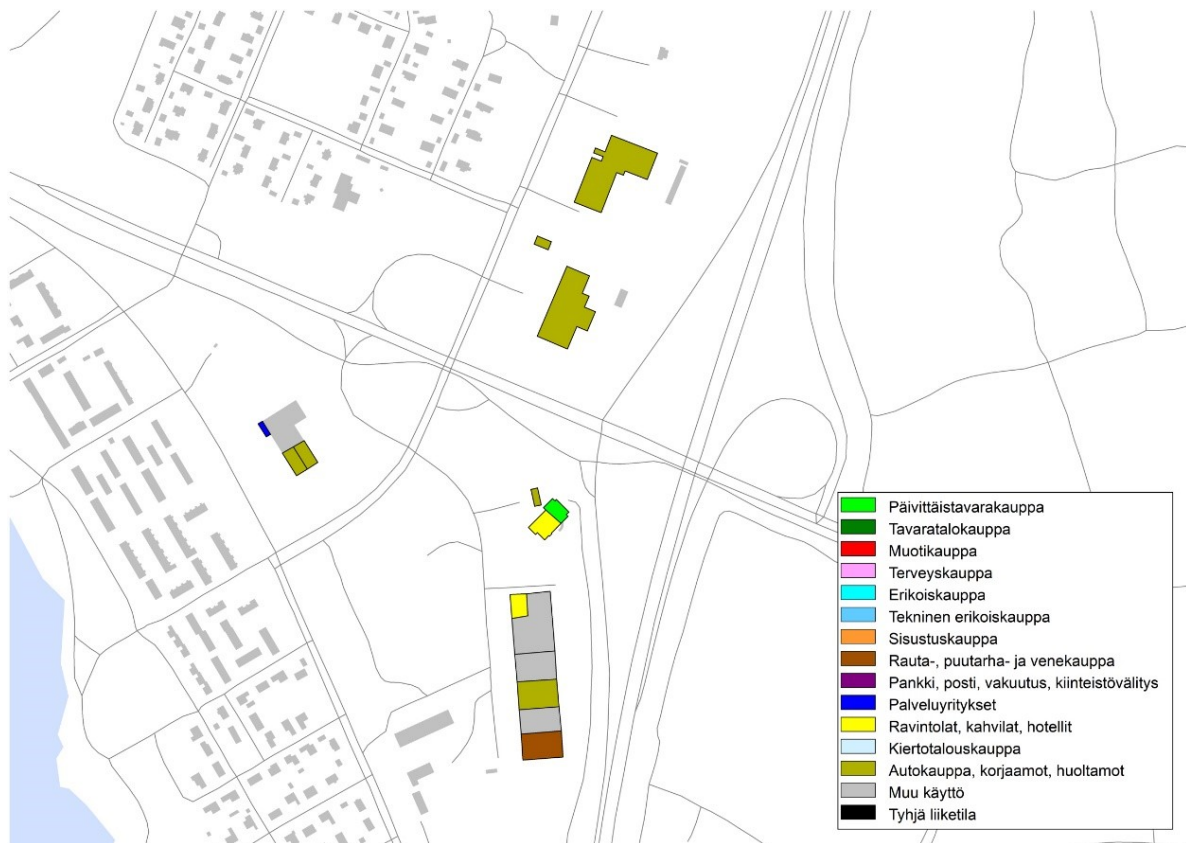 Päivittäistavarakauppa
Tavaratalokauppa
Muotikauppa
Terveyskauppa
Erikoiskauppa
Tekninen erikoiskauppa
Sisustuskauppa
Rauta-, puutarha- ja venekauppa
Pankki, posti, vakuutus, kiinteistövälitys
Palveluyritykset
Ravintolat, kahvilat, hotellit
Kiertotalouskauppa
Autokauppa, korjaamot, huoltamot
Muu käyttö
Tyhjä liiketila